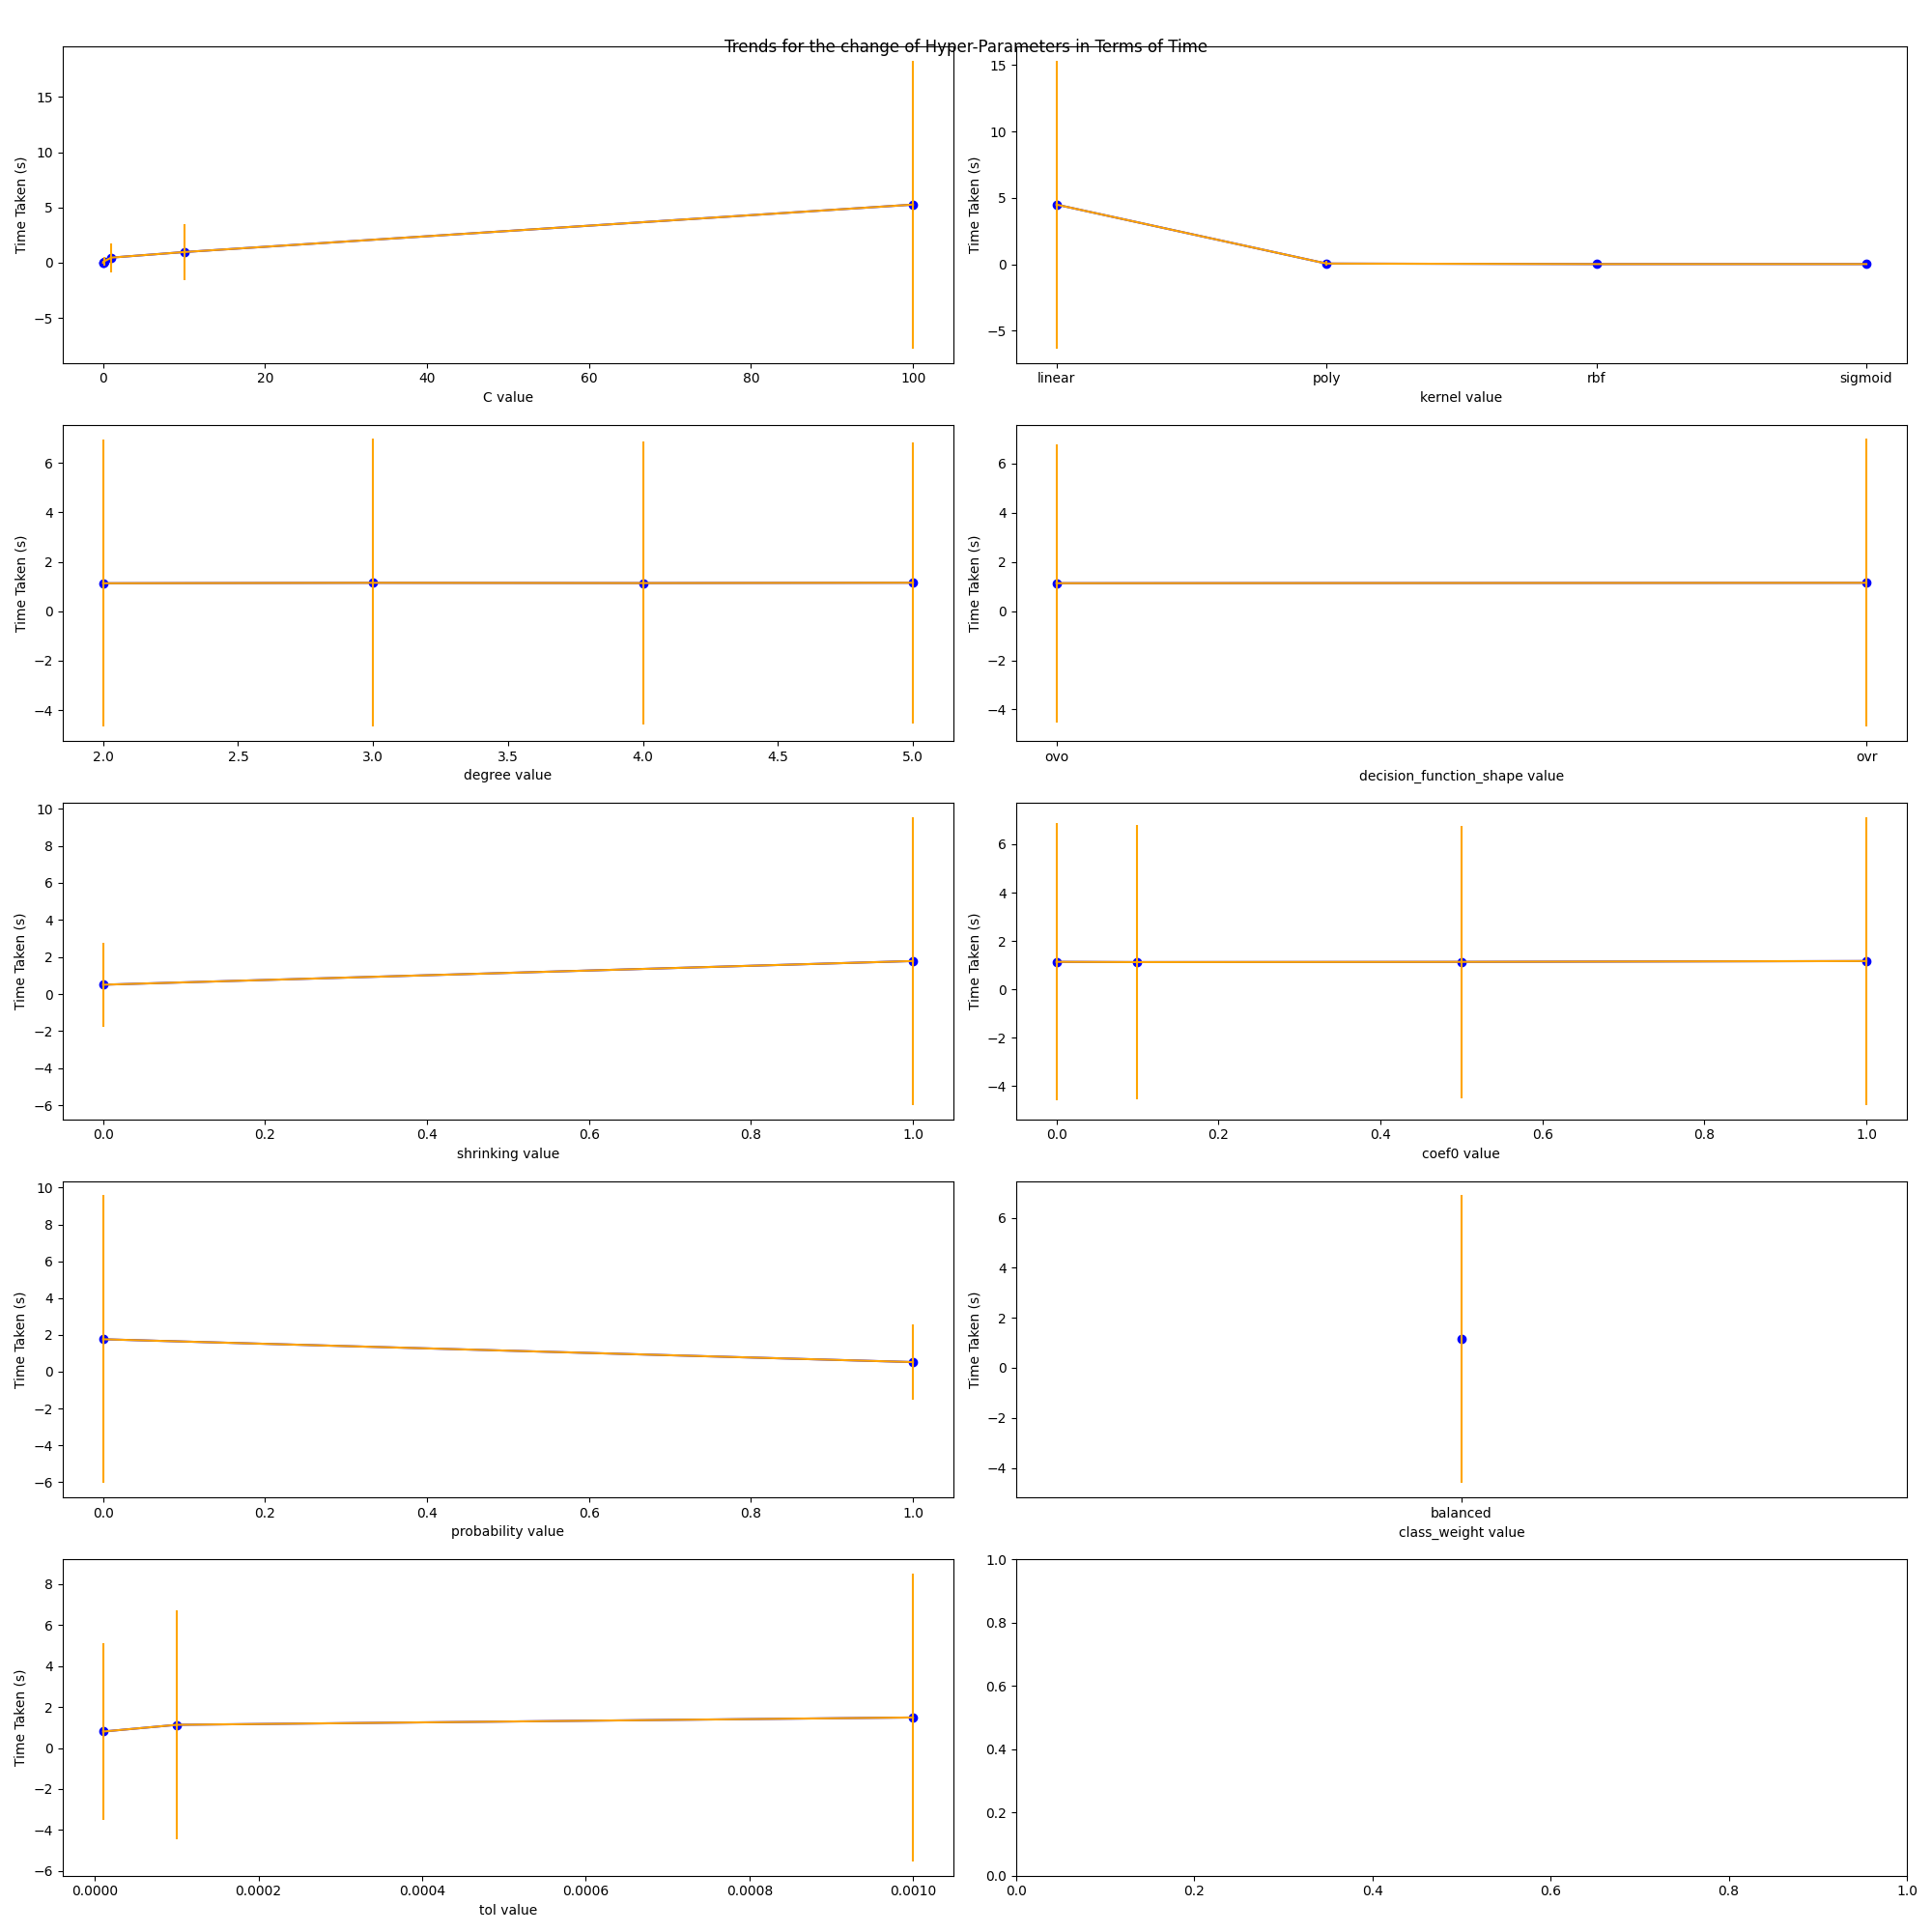 Trends for the change of Hyper-Parameters in Terms of Time
Time Taken (s)
15
10
5
0
−5
0 20 40 60 80 100
C value
Time Taken (s)
15
10
5
0
−5
linear poly rbf sigmoid
kernel value
Time Taken (s)
6
4
2
0
−2
−4
2.0 2.5 3.0 3.5 4.0 4.5 5.0
degree value
Time Taken (s)
6
4
2
0
−2
−4
ovo ovr
decision_function_shape value
Time Taken (s)
10
8
6
4
2
0
−2
−4
−6
0.0 0.2 0.4 0.6 0.8 1.0
shrinking value
Time Taken (s)
6
4
2
0
−2
−4
0.0 0.2 0.4 0.6 0.8 1.0
coef0 value
Time Taken (s)
10
8
6
4
2
0
−2
−4
−6
0.0 0.2 0.4 0.6 0.8 1.0
probability value
Time Taken (s)
6
4
2
0
−2
−4
balanced
class_weight value
Time Taken (s)
8
6
4
2
0
−2
−4
−6
0.0000 0.0002 0.0004 0.0006 0.0008 0.0010
tol value
1.0
0.8
0.6
0.4
0.2
0.0
0.0 0.2 0.4 0.6 0.8 1.0